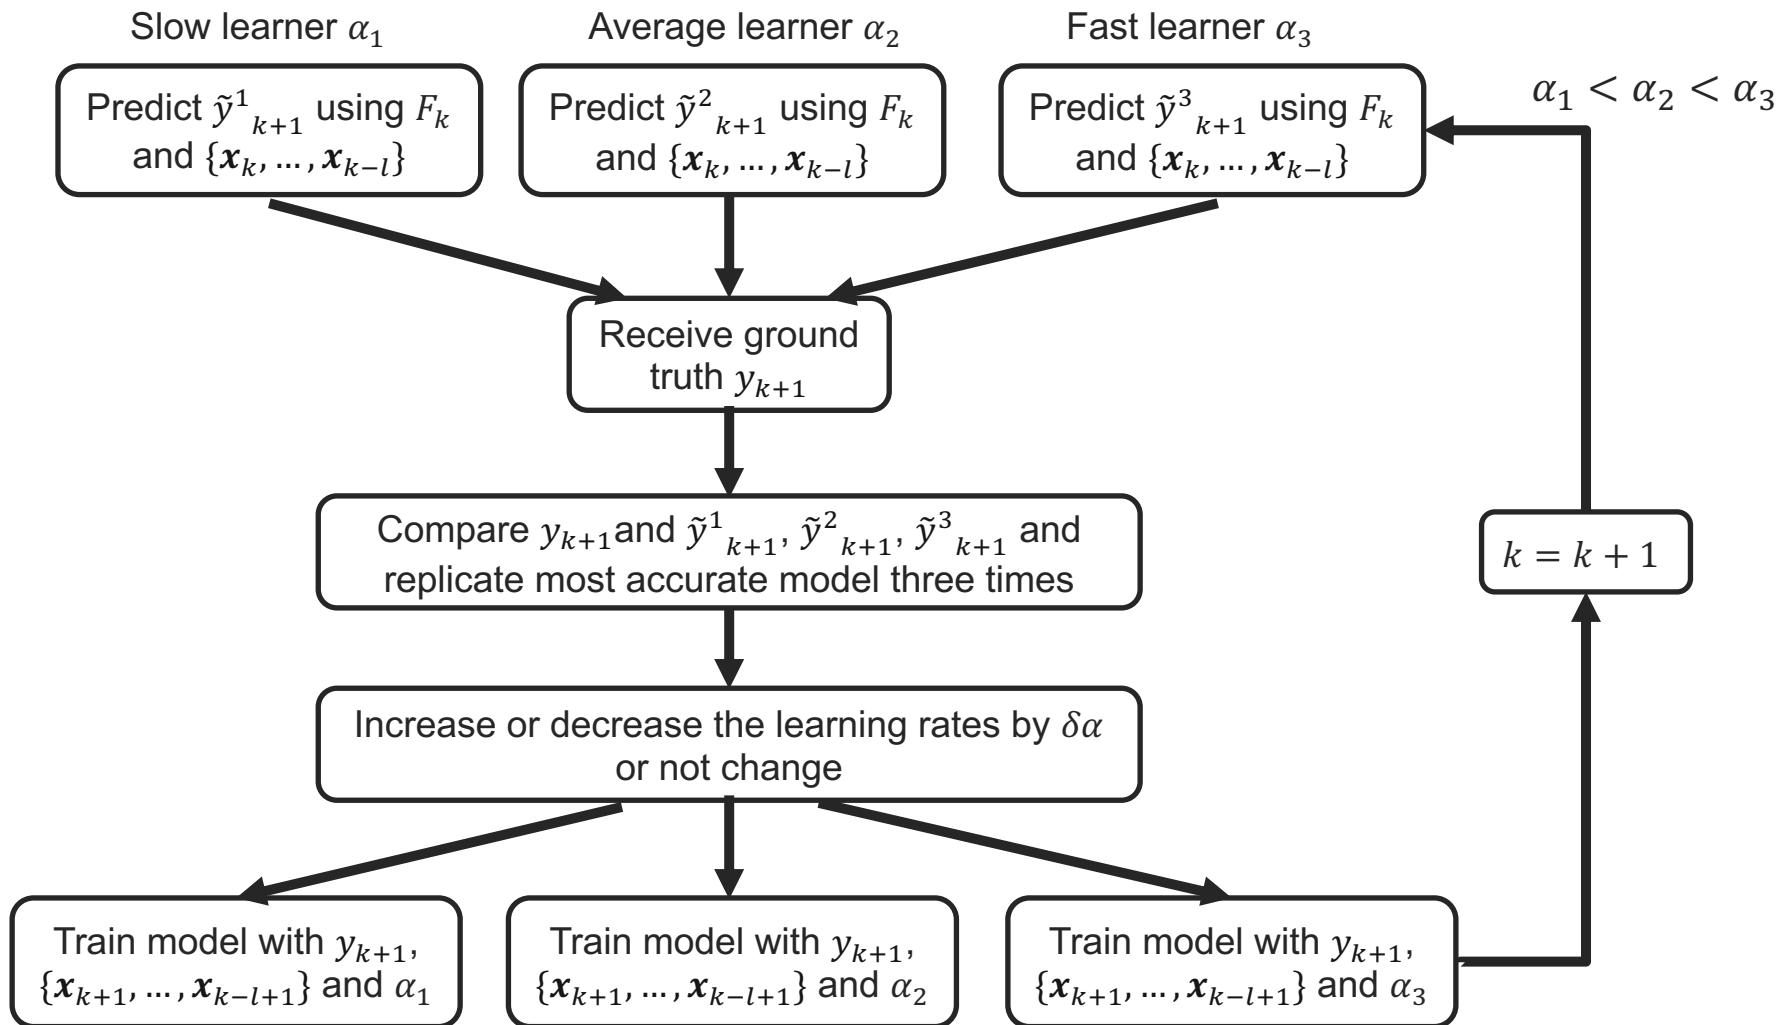 Slow learner α₁
Average learner α₂
Fast learner α₃
α₁ < α₂ < α₃
Predict ỹ¹ₖ₊₁ using Fₖ
and {𝒙ₖ, … , 𝒙ₖ₋ₗ}
Predict ỹ²ₖ₊₁ using Fₖ
and {𝒙ₖ, … , 𝒙ₖ₋ₗ}
Predict ỹ³ₖ₊₁ using Fₖ
and {𝒙ₖ, … , 𝒙ₖ₋ₗ}
Receive ground
truth yₖ₊₁
Compare yₖ₊₁and ỹ¹ₖ₊₁, ỹ²ₖ₊₁, ỹ³ₖ₊₁ and
replicate most accurate model three times
k = k + 1
Increase or decrease the learning rates by δα
or not change
Train model with yₖ₊₁,
{𝒙ₖ₊₁, … , 𝒙ₖ₋ₗ₊₁} and α₁
Train model with yₖ₊₁,
{𝒙ₖ₊₁, … , 𝒙ₖ₋ₗ₊₁} and α₂
Train model with yₖ₊₁,
{𝒙ₖ₊₁, … , 𝒙ₖ₋ₗ₊₁} and α₃